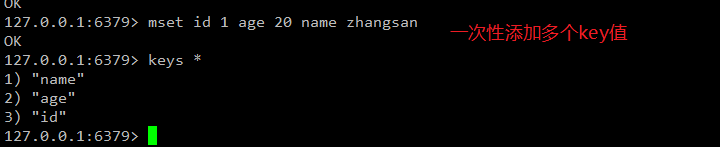 OK
127.0.0.1:6379> mset id 1 age 20 name zhangsan
一次性添加多个key值
OK
127.0.0.1:6379> keys *
1) "name"
2) "age"
3) "id"
127.0.0.1:6379>